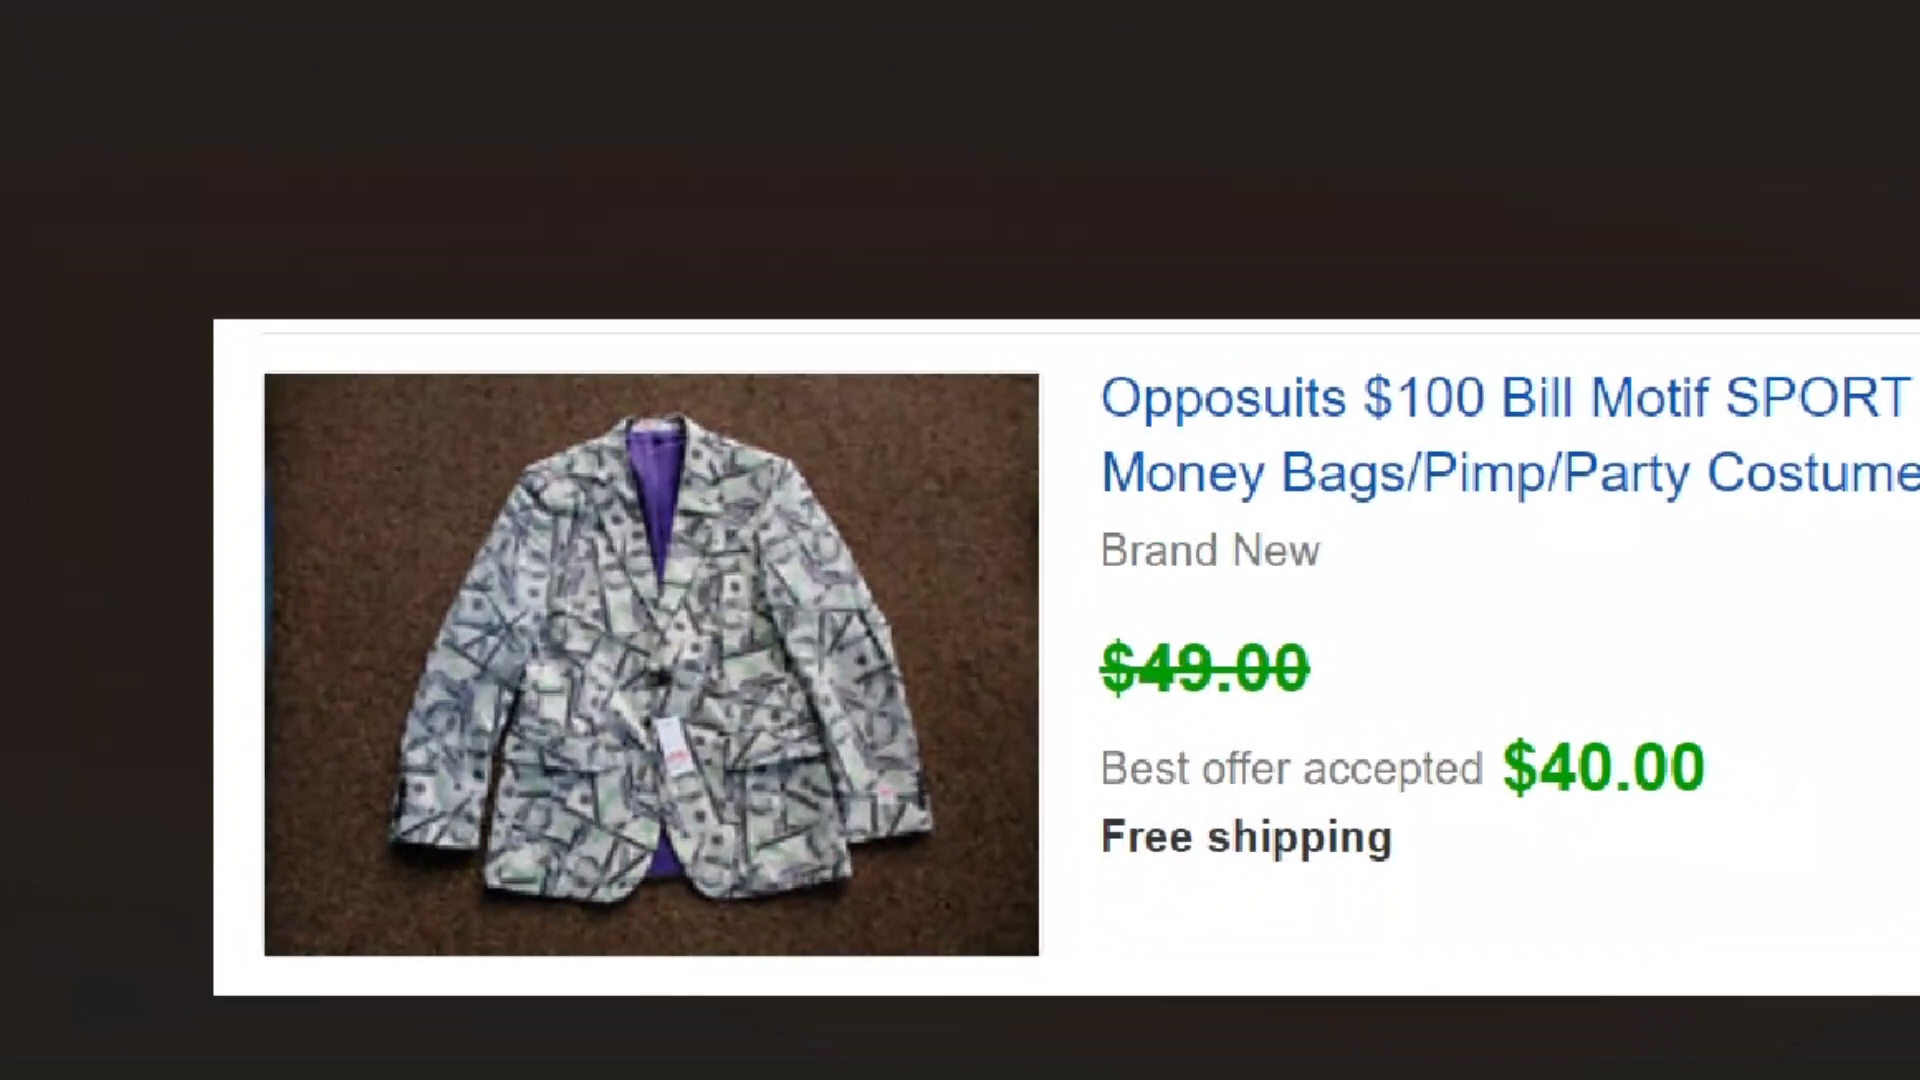 Opposuits $100 Bill Motif SPORT
Money Bags/Pimp/Party Costume
Brand New
$49.00
Best offer accepted $40.00
Free shipping